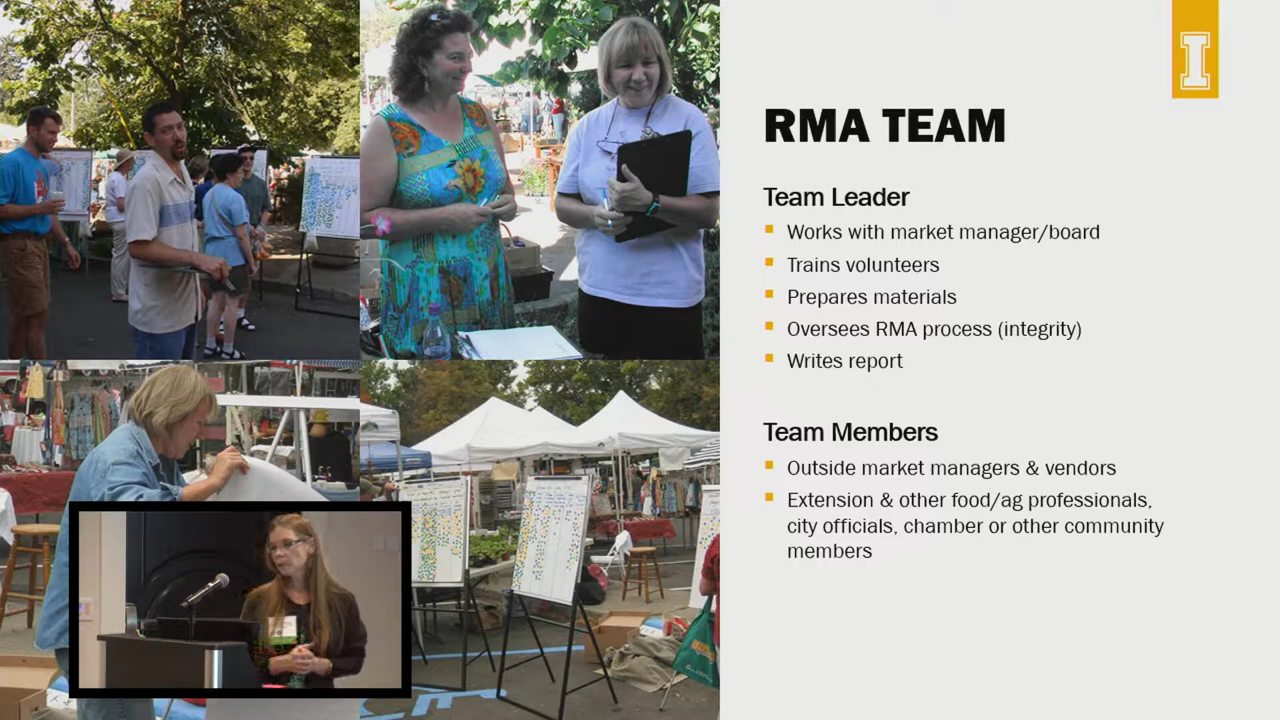 I
RMA TEAM
Team Leader
Works with market manager/board
Trains volunteers
Prepares materials
Oversees RMA process (integrity)
Writes report
Team Members
Outside market managers & vendors
Extension & other food/ag professionals,
city officials, chamber or other community
members